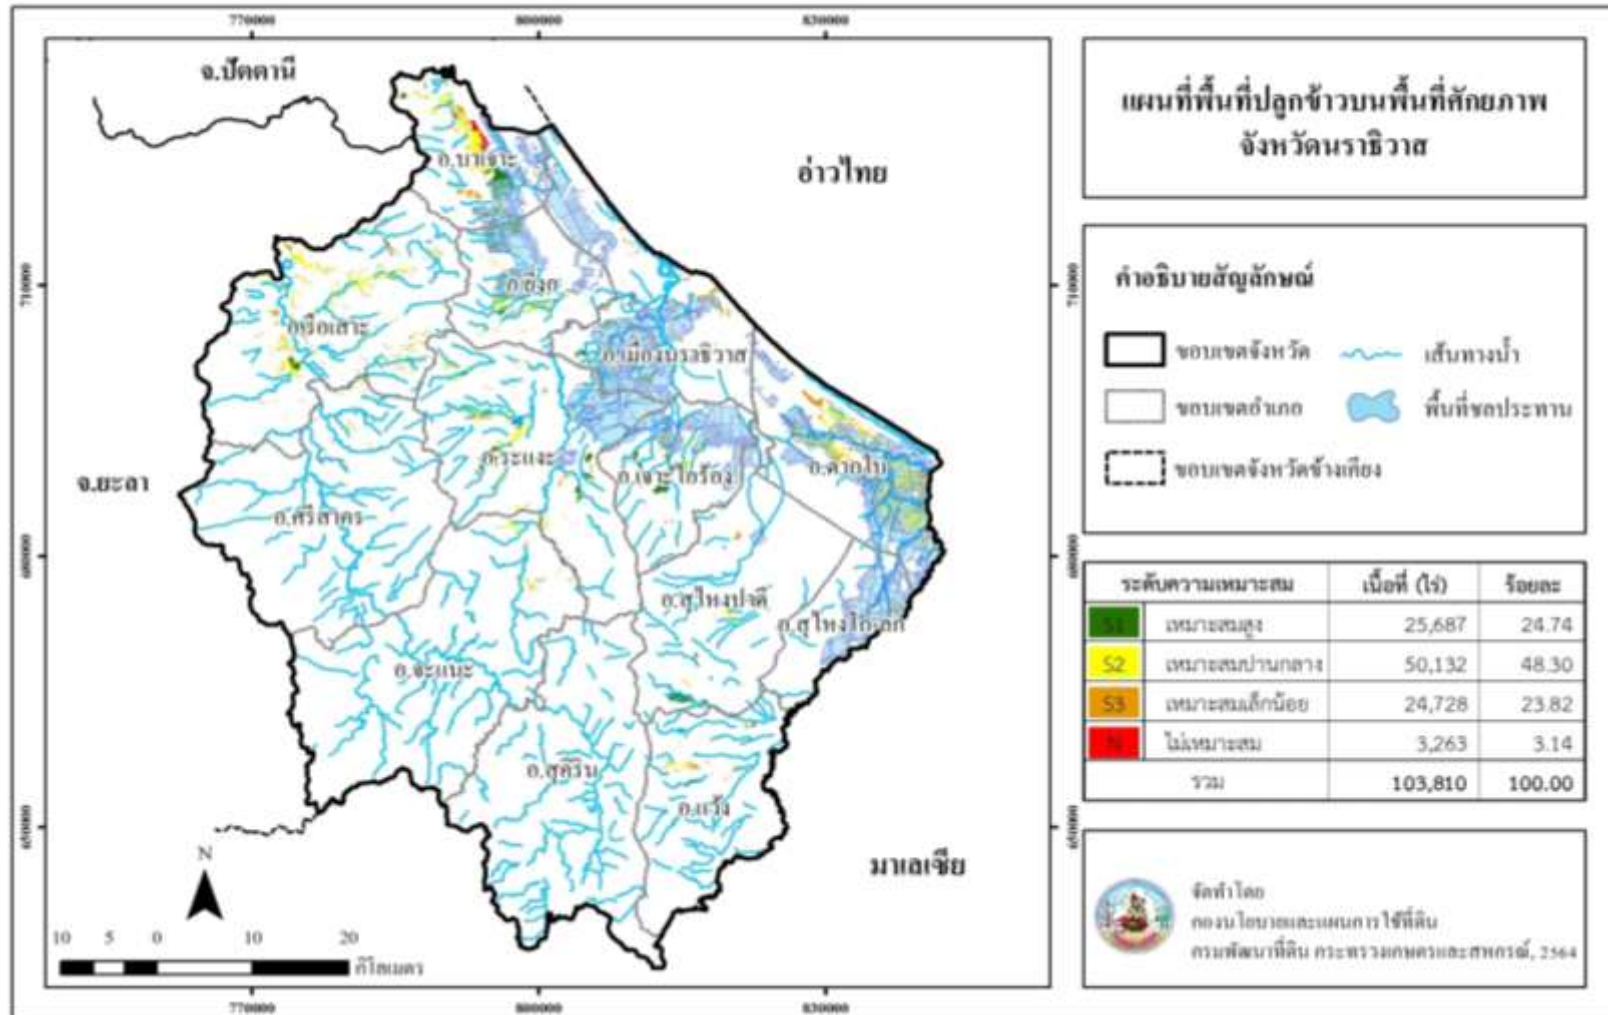 770000 800000 830000
จ.ปัตตานี
อ่าวไทย
อ.บาเจาะ
710000
710000
อ.ยี่งอ
อ.รือเสาะ
อ.เมืองนราธิวาส
อ.ระแงะ
อ.เจาะไอร้อง
อ.ตากใบ
จ.ยะลา
อ.ศรีสาคร
680000
680000
อ.สุไหงปาดี
อ.สุไหงโก-ลก
อ.จะแนะ
อ.สุคิริน
อ.แว้ง
650000
650000
มาเลเซีย
N
10 5 0 10 20
กิโลเมตร
770000 800000 830000
แผนที่พื้นที่ปลูกข้าวบนพื้นที่ศักยภาพ
จังหวัดนราธิวาส
คำอธิบายสัญลักษณ์
ขอบเขตจังหวัด เส้นทางน้ำ
ขอบเขตอำเภอ พื้นที่ชลประทาน
ขอบเขตจังหวัดข้างเคียง
ระดับความเหมาะสม เนื้อที่ (ไร่) ร้อยละ
S1 เหมาะสมสูง 25,687 24.74
S2 เหมาะสมปานกลาง 50,132 48.30
S3 เหมาะสมเล็กน้อย 24,728 23.82
N ไม่เหมาะสม 3,263 3.14
รวม 103,810 100.00
จัดทำโดย
กองนโยบายและแผนการใช้ที่ดิน
กรมพัฒนาที่ดิน กระทรวงเกษตรและสหกรณ์, 2564